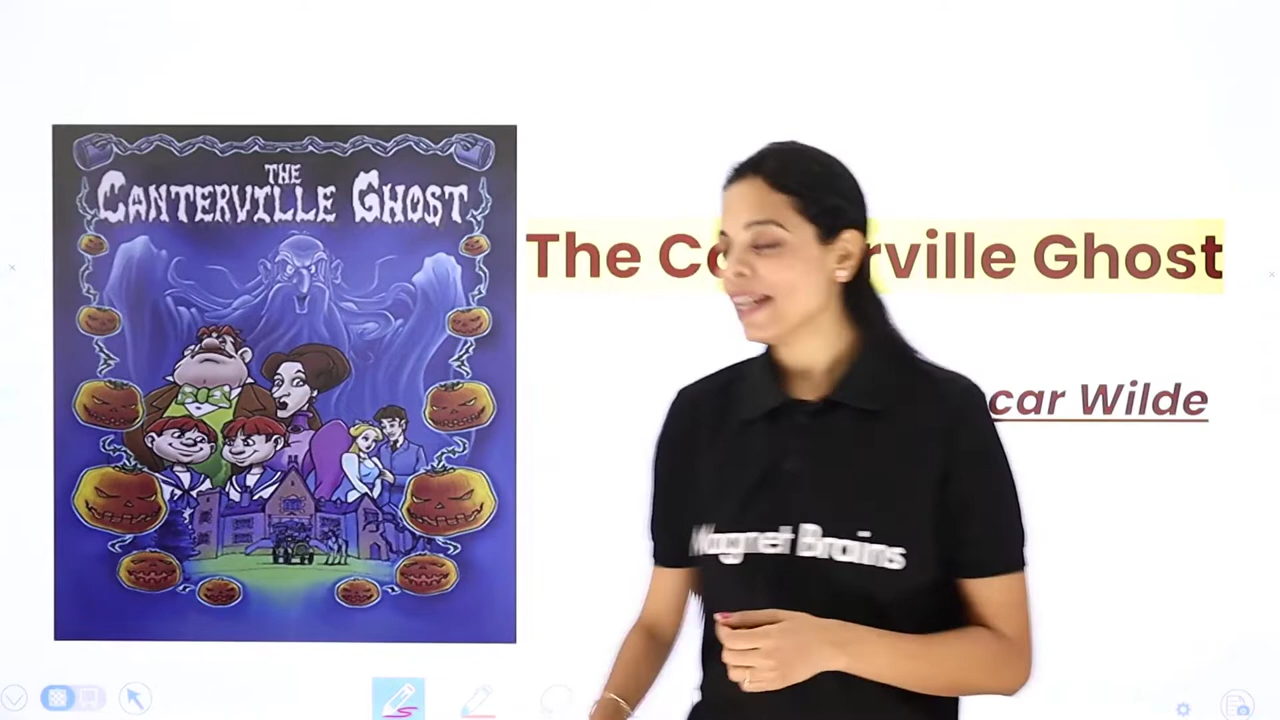 THE
CANTERVILLE GHOST
The C rville Ghost
car Wilde
Magnet Brains